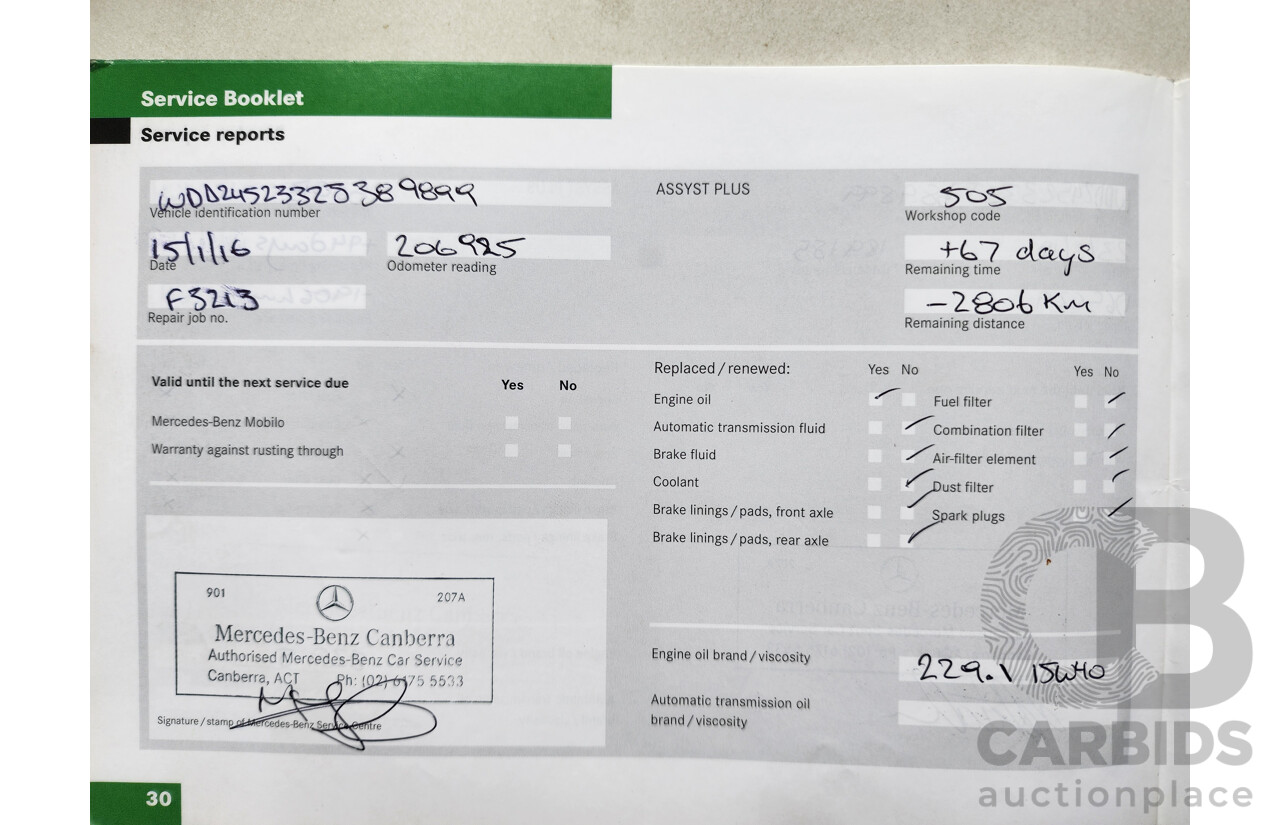 Service Booklet
Service reports
WDD2452332J389899
Vehicle identification number
15/1/16
Date
206925
Odometer reading
F3213
Repair job no.
ASSYST PLUS
505
Workshop code
+67 days
Remaining time
-2806 Km
Remaining distance
Valid until the next service due Yes No
Mercedes-Benz Mobilo
Warranty against rusting through
Replaced / renewed: Yes No Yes No
Engine oil Fuel filter
Automatic transmission fluid Combination filter
Brake fluid Air-filter element
Coolant Dust filter
Brake linings / pads, front axle Spark plugs
Brake linings / pads, rear axle
901 207A
Mercedes-Benz Canberra
Authorised Mercedes-Benz Car Service
Canberra, ACT Ph: (02) 6175 5533
Signature / stamp of Mercedes-Benz Service Centre
Engine oil brand / viscosity
229.1 15W40
Automatic transmission oil
brand / viscosity
30
CARBIDS
auctionplace